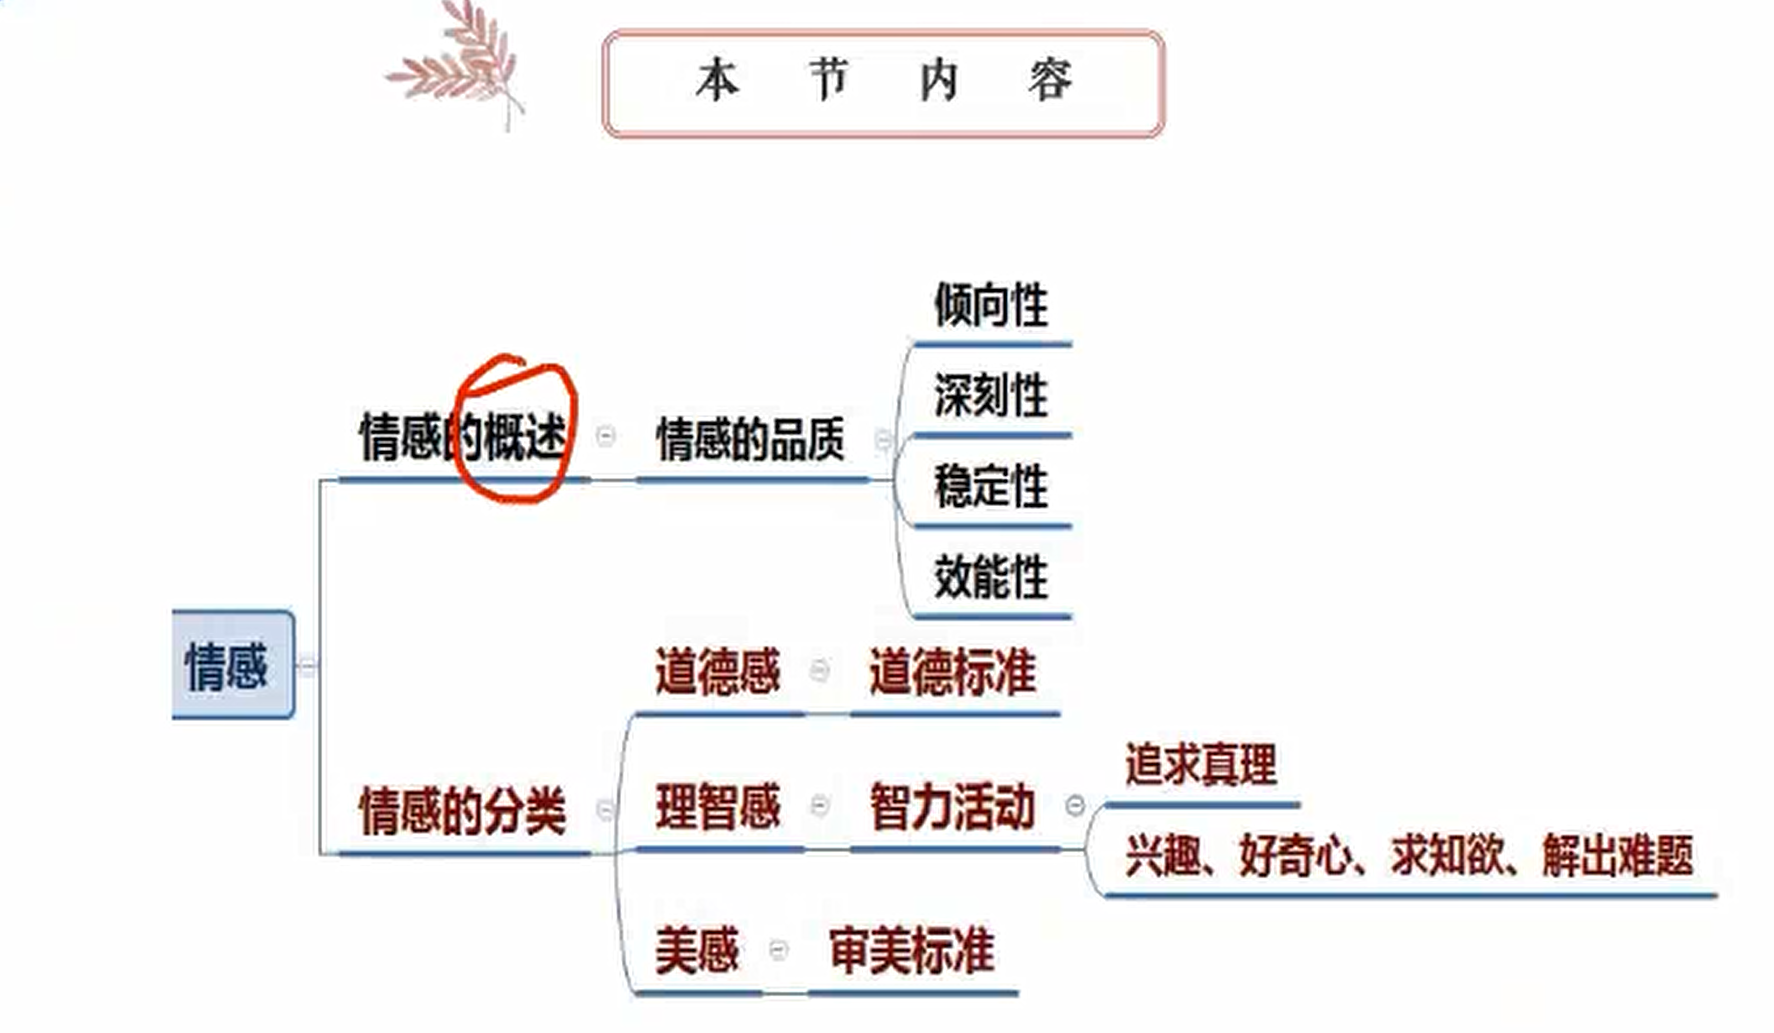 本节内容
倾向性
深刻性
情感的概述 情感的品质
稳定性
效能性
情感
道德感 道德标准
追求真理
情感的分类 理智感 智力活动
兴趣、好奇心、求知欲、解出难题
美感 审美标准